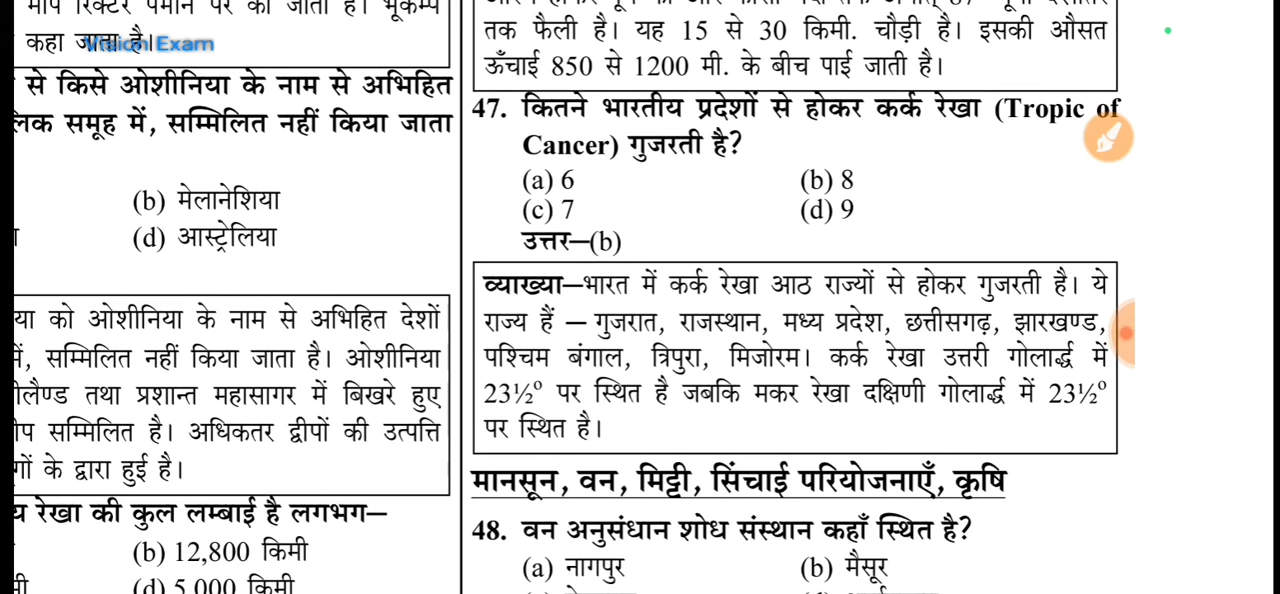 कहा जाता है।
Vision Exam
से किसे ओशीनिया के नाम से अभिहित
समूह में, सम्मिलित नहीं किया जाता
(b) मेलानेशिया
(d) आस्ट्रेलिया
को ओशीनिया के नाम से अभिहित देशों
में, सम्मिलित नहीं किया जाता है। ओशीनिया
तथा प्रशान्त महासागर में बिखरे हुए
सम्मिलित है। अधिकतर द्वीपों की उत्पत्ति
के द्वारा हुई है।
रेखा की कुल लम्बाई है लगभग—
(b) 12,800 किमी
(d) 5,000 किमी
तक फैली है। यह 15 से 30 किमी. चौड़ी है। इसकी औसत
ऊँचाई 850 से 1200 मी. के बीच पाई जाती है।
47. कितने भारतीय प्रदेशों से होकर कर्क रेखा (Tropic of
Cancer) गुजरती है?
(a) 6 (b) 8
(c) 7 (d) 9
उत्तर—(b)
व्याख्या—भारत में कर्क रेखा आठ राज्यों से होकर गुजरती है। ये
राज्य हैं — गुजरात, राजस्थान, मध्य प्रदेश, छत्तीसगढ़, झारखण्ड,
पश्चिम बंगाल, त्रिपुरा, मिजोरम। कर्क रेखा उत्तरी गोलार्द्ध में
23½° पर स्थित है जबकि मकर रेखा दक्षिणी गोलार्द्ध में 23½°
पर स्थित है।
मानसून, वन, मिट्टी, सिंचाई परियोजनाएँ, कृषि
48. वन अनुसंधान शोध संस्थान कहाँ स्थित है?
(a) नागपुर (b) मैसूर